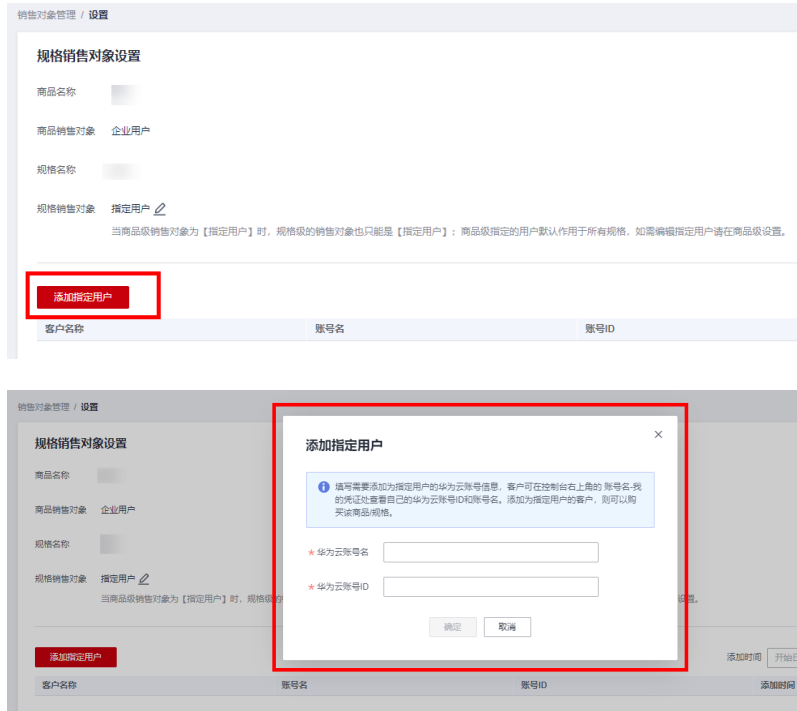 销售对象管理 / 设置
规格销售对象设置
商品名称
商品销售对象 企业用户
规格名称
规格销售对象 指定用户
当商品级销售对象为【指定用户】时，规格级的销售对象也只能是【指定用户】；商品级指定的用户默认作用于所有规格，如需编辑指定用户请在商品级设置。
添加指定用户
客户名称 账号名 账号ID
销售对象管理 / 设置
规格销售对象设置
商品名称
商品销售对象 企业用户
规格名称
规格销售对象 指定用户
当商品级销售对象为【指定用户】时，规格级的
设置。
添加指定用户
填写需要添加为指定用户的华为云账号信息，客户可在控制台右上角的 账号名-我
的凭证处查看自己的华为云账号ID和账号名。添加为指定用户的客户，则可以购
买该商品/规格。
* 华为云账号名
* 华为云账号ID
确定 取消
添加指定用户 添加时间 开始日
客户名称 账号名 账号ID 添加时间